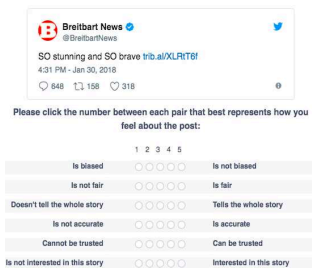 Breitbart News
@BreitbartNews
SO stunning and SO brave trib.al/XLRtT6f
4:31 PM - Jan 30, 2018
648 158 318
Please click the number between each pair that best represents how you
feel about the post:
1 2 3 4 5
Is biased Is not biased
Is not fair Is fair
Doesn't tell the whole story Tells the whole story
Is not accurate Is accurate
Cannot be trusted Can be trusted
Is not interested in this story Interested in this story